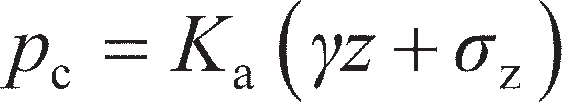 p_c = K_a (γz + σ_z)